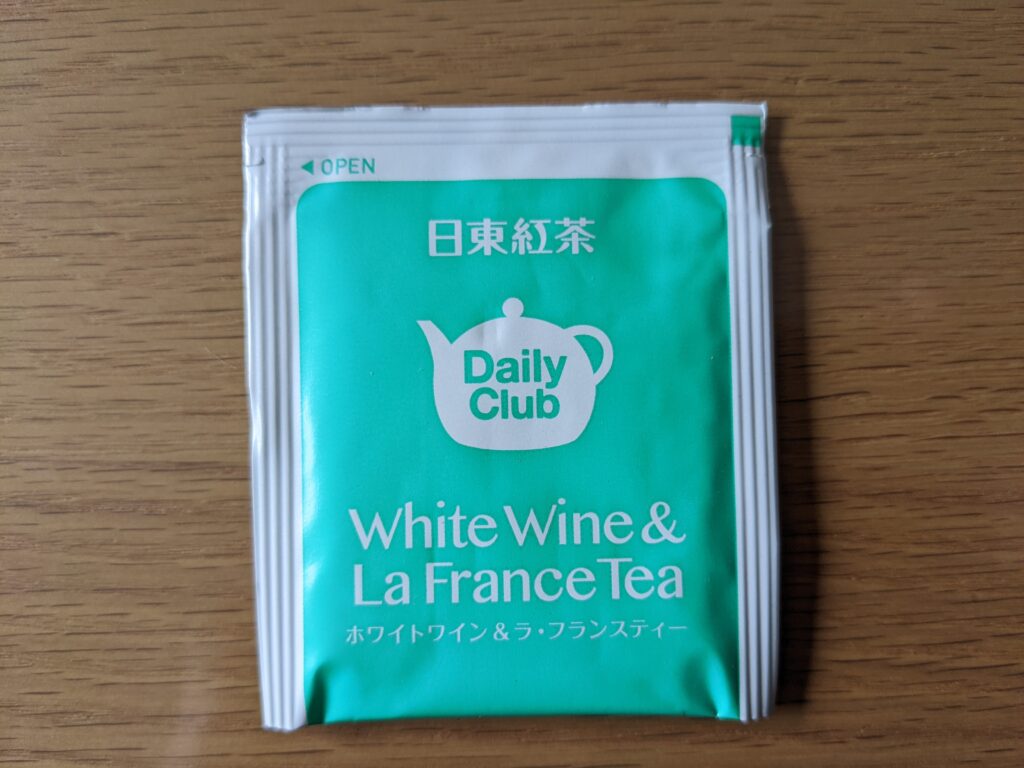 ◀ OPEN
日東紅茶
Daily
Club
White Wine &
La France Tea
ホワイトワイン&ラ・フランスティー